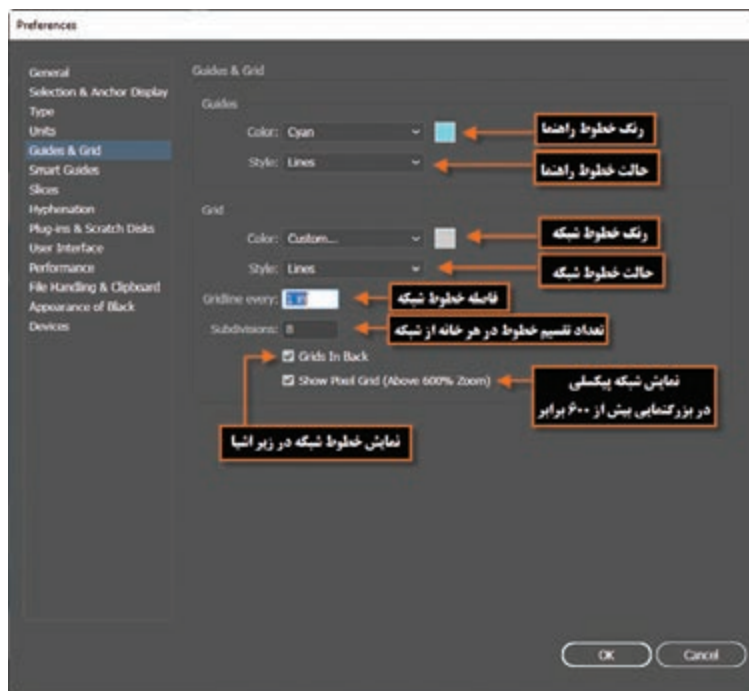 Preferences
General
Selection & Anchor Display
Type
Units
Guides & Grid
Smart Guides
Slices
Hyphenation
Plug-ins & Scratch Disks
User Interface
Performance
File Handling & Clipboard
Appearance of Black
Devices
Guides & Grid
Guides
Color: Cyan
رنگ خطوط راهنما
Style: Lines
حالت خطوط راهنما
Grid
Color: Custom...
رنگ خطوط شبکه
Style: Lines
حالت خطوط شبکه
Gridline every: 1 in
فاصله خطوط شبکه
Subdivisions: 8
تعداد تقسیم خطوط در هر خانه از شبکه
Grids In Back
Show Pixel Grid (Above 600% Zoom)
نمایش شبکه پیکسلی
در بزرگنمایی بیش از ۶۰۰ برابر
نمایش خطوط شبکه در زیر اشیا
OK
Cancel